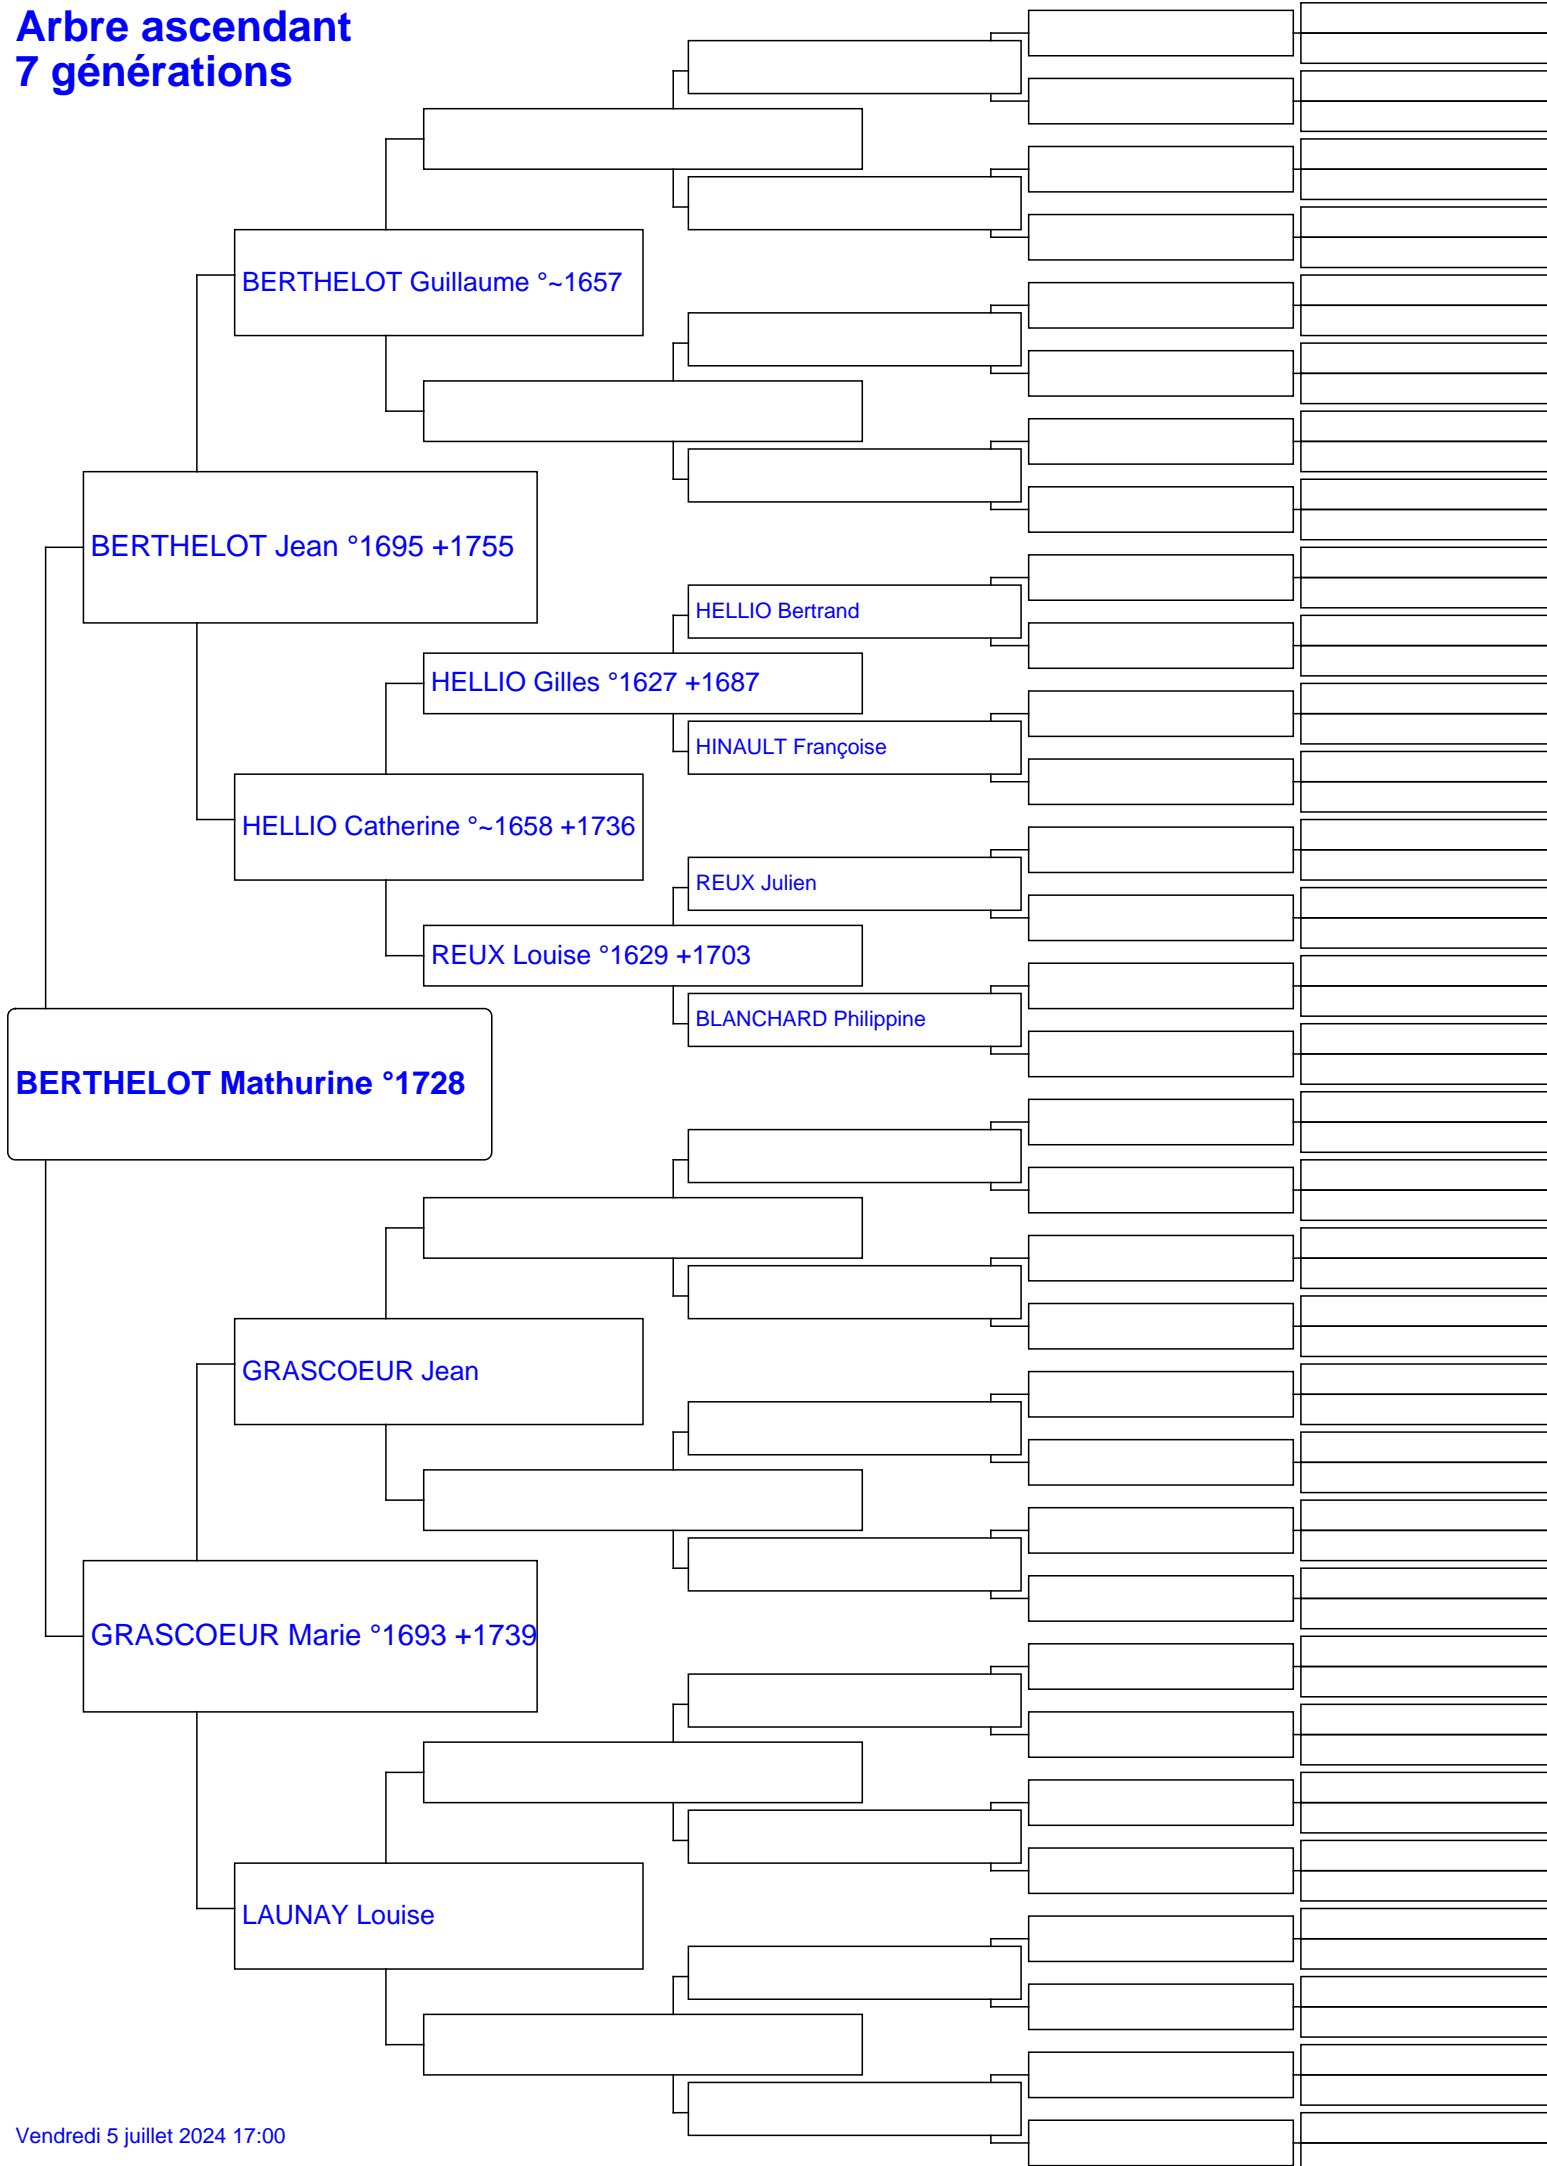 Arbre ascendant
7 générations
BERTHELOT Guillaume °~1657
BERTHELOT Jean °1695 +1755
HELLIO Bertrand
HELLIO Gilles °1627 +1687
HINAULT Françoise
HELLIO Catherine °~1658 +1736
REUX Julien
REUX Louise °1629 +1703
BLANCHARD Philippine
BERTHELOT Mathurine °1728
GRASCOEUR Jean
GRASCOEUR Marie °1693 +1739
LAUNAY Louise
Vendredi 5 juillet 2024 17:00